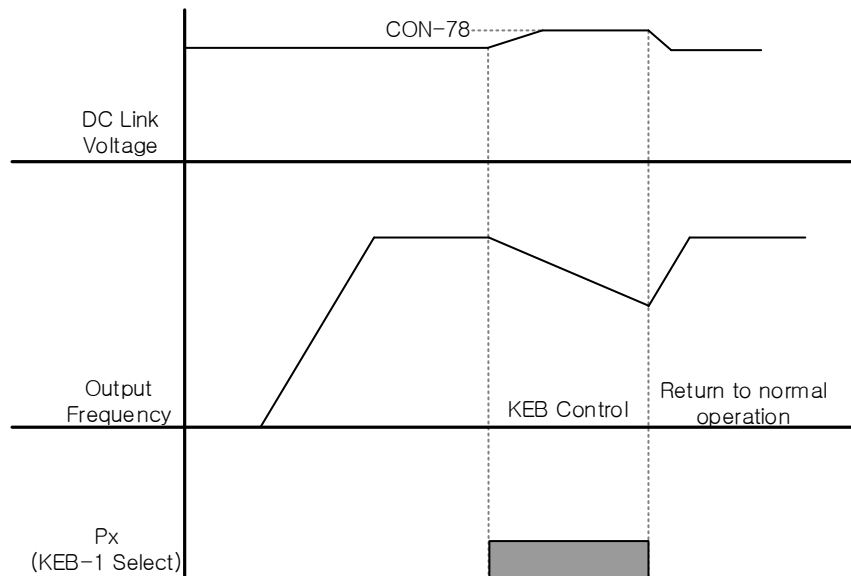 CON-78
DC Link
Voltage
Output
Frequency
KEB Control
Return to normal
operation
Px
(KEB-1 Select)